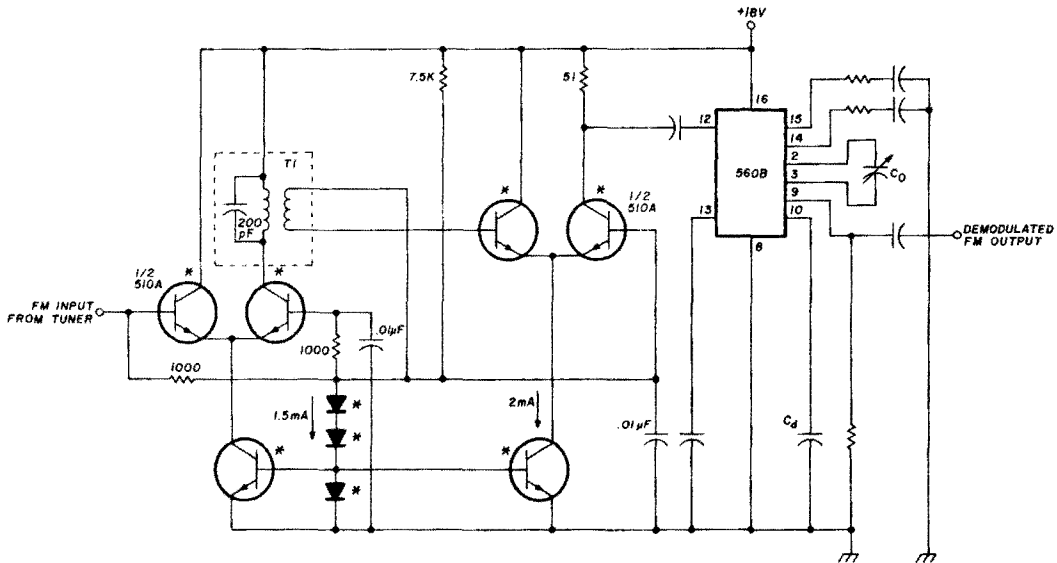 +18V
7.5K
51
16
12
15
14
2
3
9
10
13
560B
8
C0
T1
200
pF
*
*
1/2
510A
*
*
1/2
510A
FM INPUT
FROM TUNER
.01µF
1000
1000
DEMODULATED
FM OUTPUT
1.5mA
*
*
*
*
2mA
*
.01µF
Cd